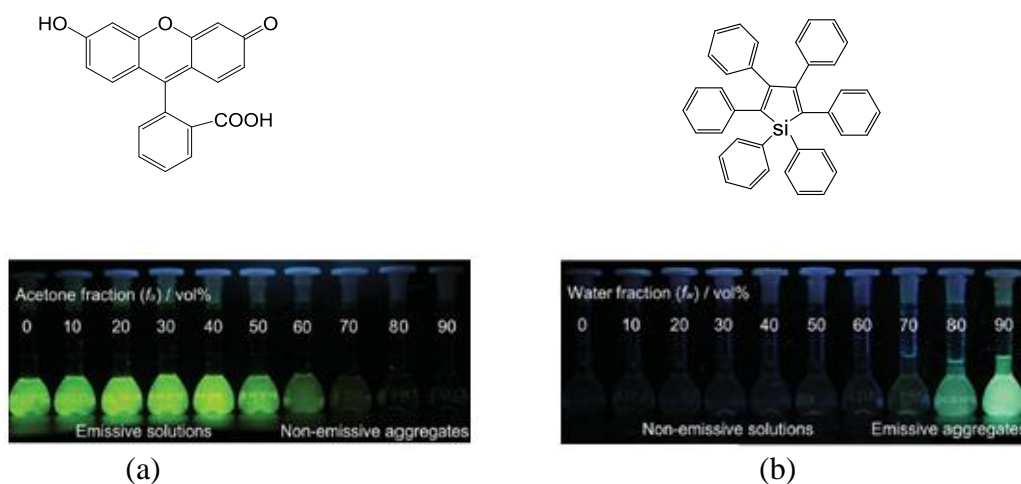 HO
O
O
COOH
Si
Acetone fraction (fa) / vol%
0 10 20 30 40 50 60 70 80 90
Emissive solutions Non-emissive aggregates
Water fraction (fw) / vol%
0 10 20 30 40 50 60 70 80 90
Non-emissive solutions Emissive aggregates
(a) (b)